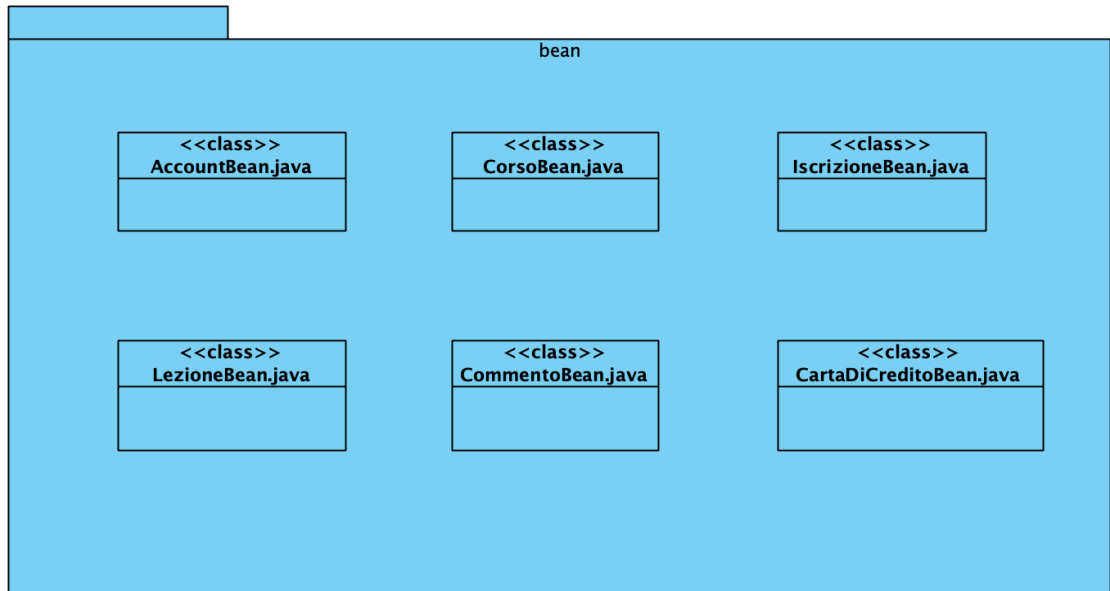 bean
<<class>>
AccountBean.java
<<class>>
CorsoBean.java
<<class>>
IscrizioneBean.java
<<class>>
LezioneBean.java
<<class>>
CommentoBean.java
<<class>>
CartaDiCreditoBean.java